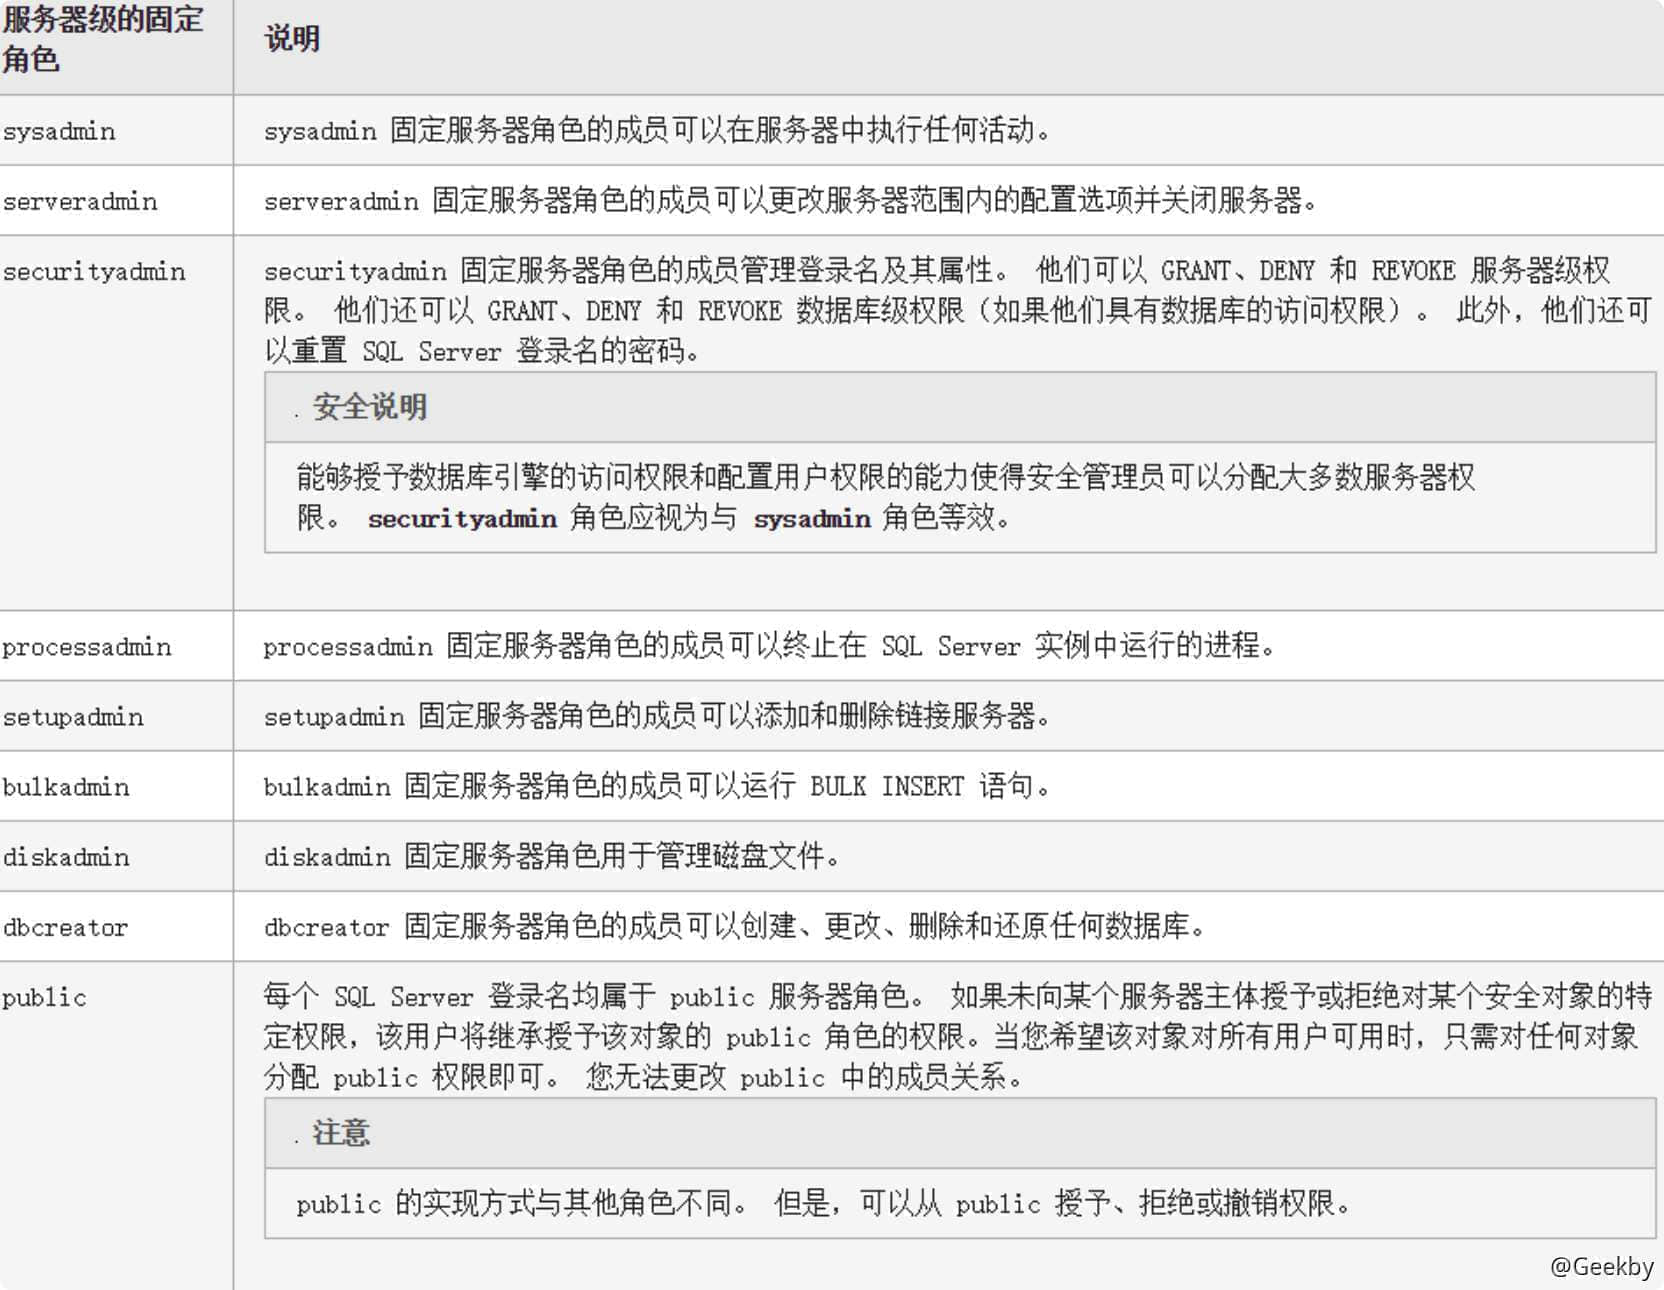 服务器级的固定
角色
说明
sysadmin
sysadmin 固定服务器角色的成员可以在服务器中执行任何活动。
serveradmin
serveradmin 固定服务器角色的成员可以更改服务器范围内的配置选项并关闭服务器。
securityadmin
securityadmin 固定服务器角色的成员管理登录名及其属性。 他们可以 GRANT、DENY 和 REVOKE 服务器级权
限。 他们还可以 GRANT、DENY 和 REVOKE 数据库级权限（如果他们具有数据库的访问权限）。 此外，他们还可
以重置 SQL Server 登录名的密码。
. 安全说明
能够授予数据库引擎的访问权限和配置用户权限的能力使得安全管理员可以分配大多数服务器权
限。 securityadmin 角色应视为与 sysadmin 角色等效。
processadmin
processadmin 固定服务器角色的成员可以终止在 SQL Server 实例中运行的进程。
setupadmin
setupadmin 固定服务器角色的成员可以添加和删除链接服务器。
bulkadmin
bulkadmin 固定服务器角色的成员可以运行 BULK INSERT 语句。
diskadmin
diskadmin 固定服务器角色用于管理磁盘文件。
dbcreator
dbcreator 固定服务器角色的成员可以创建、更改、删除和还原任何数据库。
public
每个 SQL Server 登录名均属于 public 服务器角色。 如果未向某个服务器主体授予或拒绝对某个安全对象的特
定权限，该用户将继承授予该对象的 public 角色的权限。当您希望该对象对所有用户可用时，只需对任何对象
分配 public 权限即可。 您无法更改 public 中的成员关系。
. 注意
public 的实现方式与其他角色不同。 但是，可以从 public 授予、拒绝或撤销权限。
@Geekby